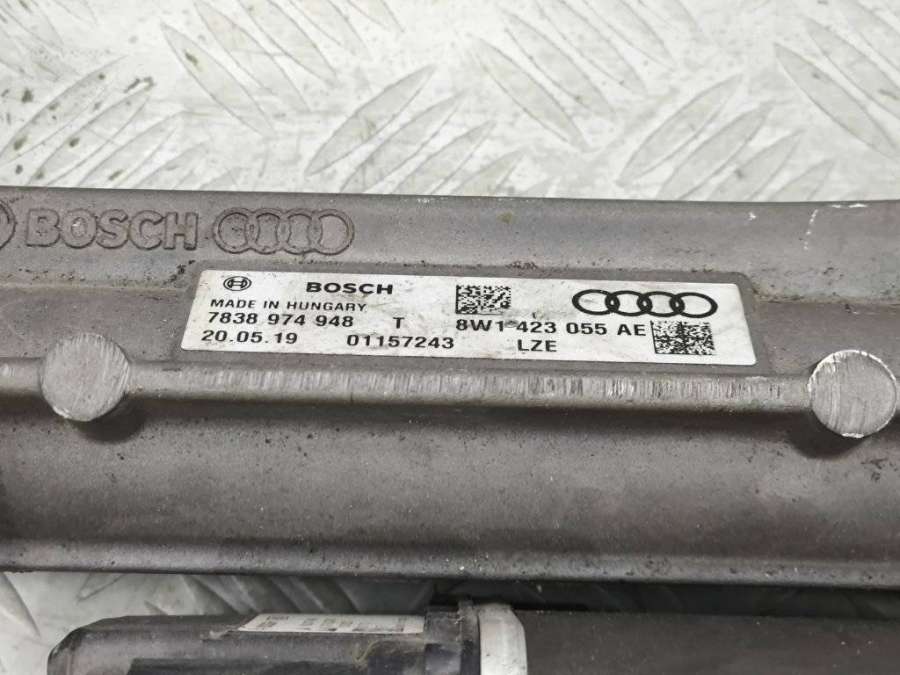 BOSCH
BOSCH
MADE IN HUNGARY
7838 974 948 T 8W1 423 055 AE
20.05.19 01157243 LZE